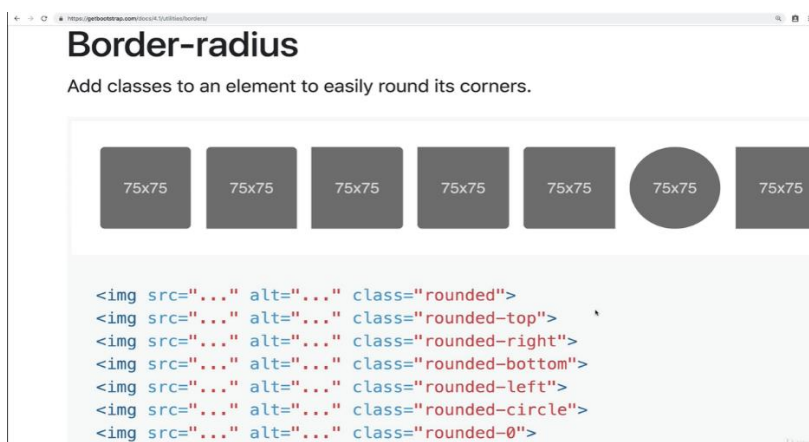 https://getbootstrap.com/docs/4.1/utilities/borders/
Border-radius
Add classes to an element to easily round its corners.
75x75 75x75 75x75 75x75 75x75 75x75 75x75
<img src="..." alt="..." class="rounded">
<img src="..." alt="..." class="rounded-top">
<img src="..." alt="..." class="rounded-right">
<img src="..." alt="..." class="rounded-bottom">
<img src="..." alt="..." class="rounded-left">
<img src="..." alt="..." class="rounded-circle">
<img src="..." alt="..." class="rounded-0">